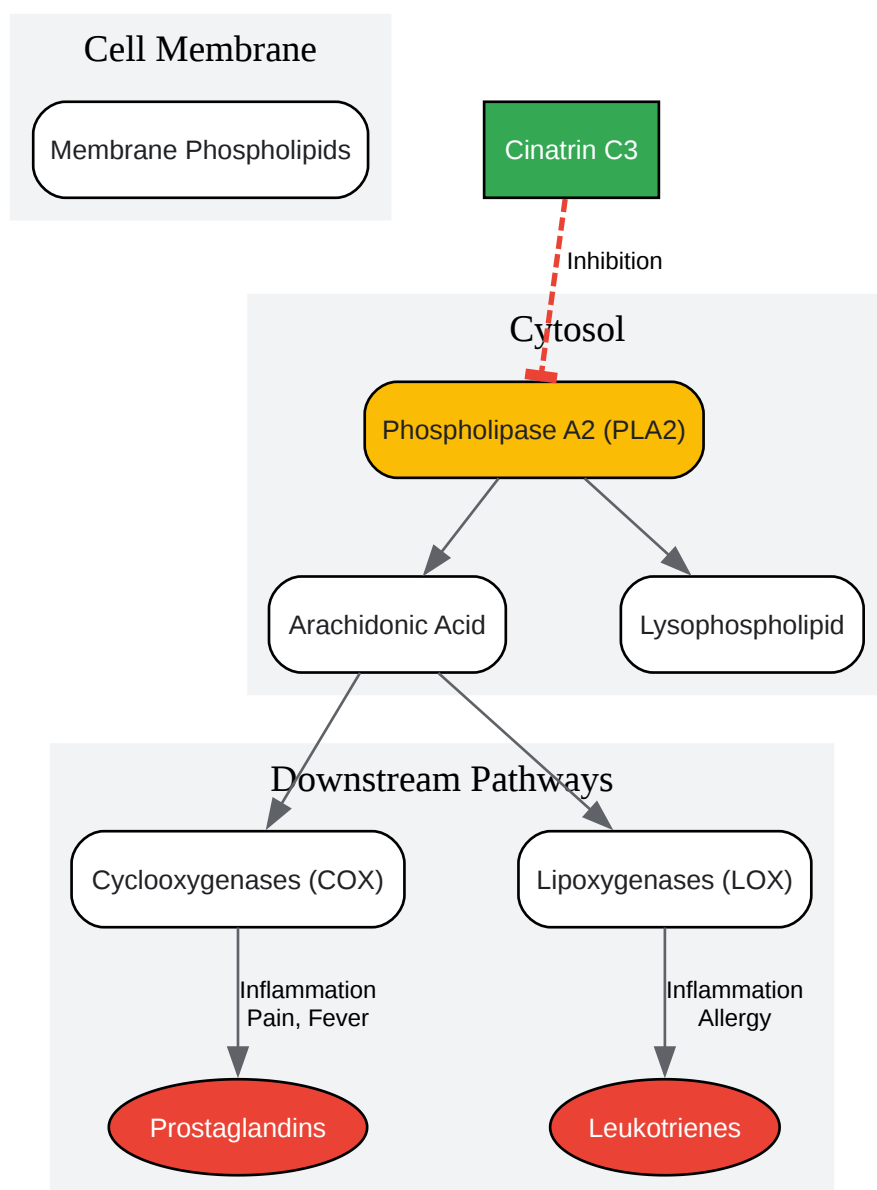 Cell Membrane
Membrane Phospholipids
Cinatrin C3
Inhibition
Cytosol
Phospholipase A2 (PLA2)
Arachidonic Acid
Lysophospholipid
Downstream Pathways
Cyclooxygenases (COX)
Lipoxygenases (LOX)
Inflammation
Pain, Fever
Inflammation
Allergy
Prostaglandins
Leukotrienes